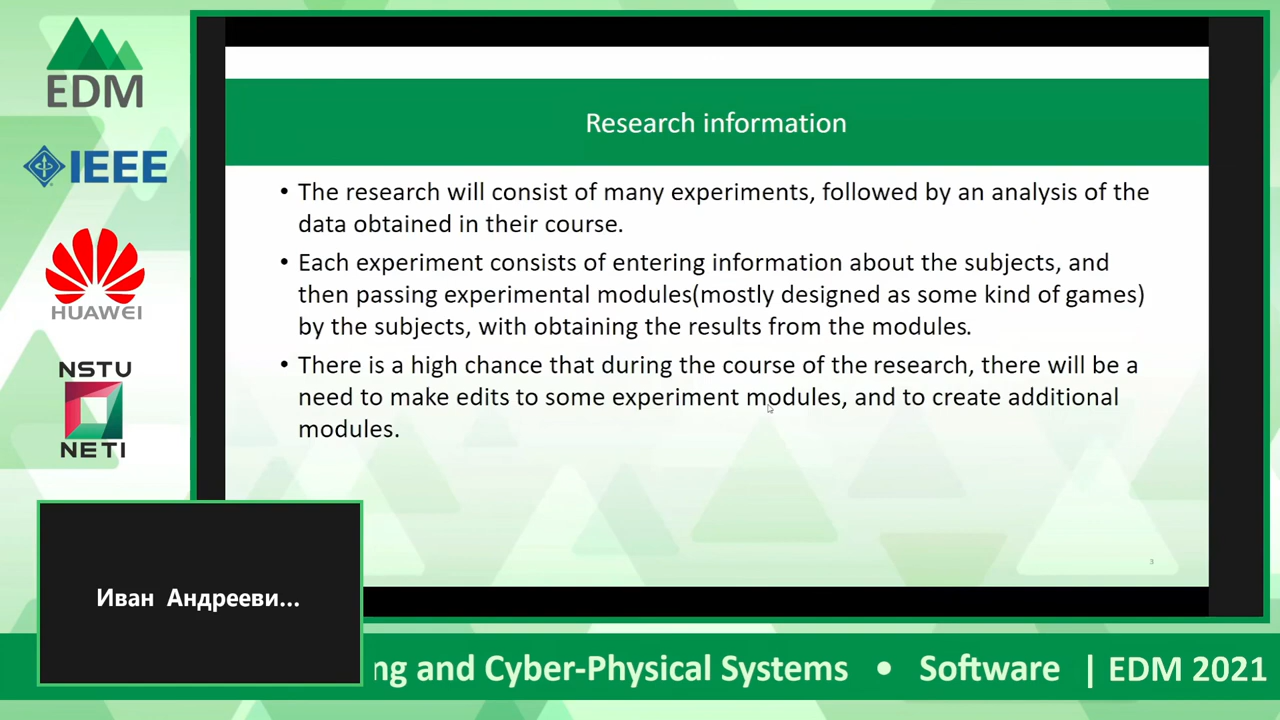 EDM
IEEE
HUAWEI
NSTU
NETI
Research information
• The research will consist of many experiments, followed by an analysis of the
data obtained in their course.
• Each experiment consists of entering information about the subjects, and
then passing experimental modules(mostly designed as some kind of games)
by the subjects, with obtaining the results from the modules.
• There is a high chance that during the course of the research, there will be a
need to make edits to some experiment modules, and to create additional
modules.
3
Иван Андрееви...
ng and Cyber-Physical Systems • Software | EDM 2021